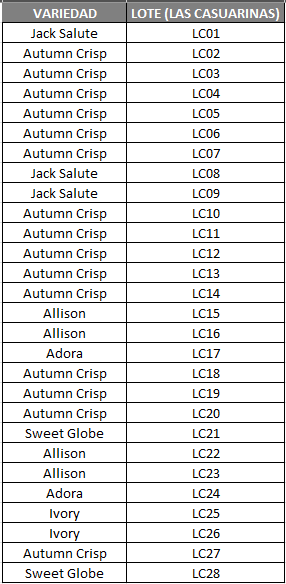 VARIEDAD LOTE (LAS CASUARINAS)
Jack Salute LC01
Autumn Crisp LC02
Autumn Crisp LC03
Autumn Crisp LC04
Autumn Crisp LC05
Autumn Crisp LC06
Autumn Crisp LC07
Jack Salute LC08
Jack Salute LC09
Autumn Crisp LC10
Autumn Crisp LC11
Autumn Crisp LC12
Autumn Crisp LC13
Autumn Crisp LC14
Allison LC15
Allison LC16
Adora LC17
Autumn Crisp LC18
Autumn Crisp LC19
Autumn Crisp LC20
Sweet Globe LC21
Allison LC22
Allison LC23
Adora LC24
Ivory LC25
Ivory LC26
Autumn Crisp LC27
Sweet Globe LC28